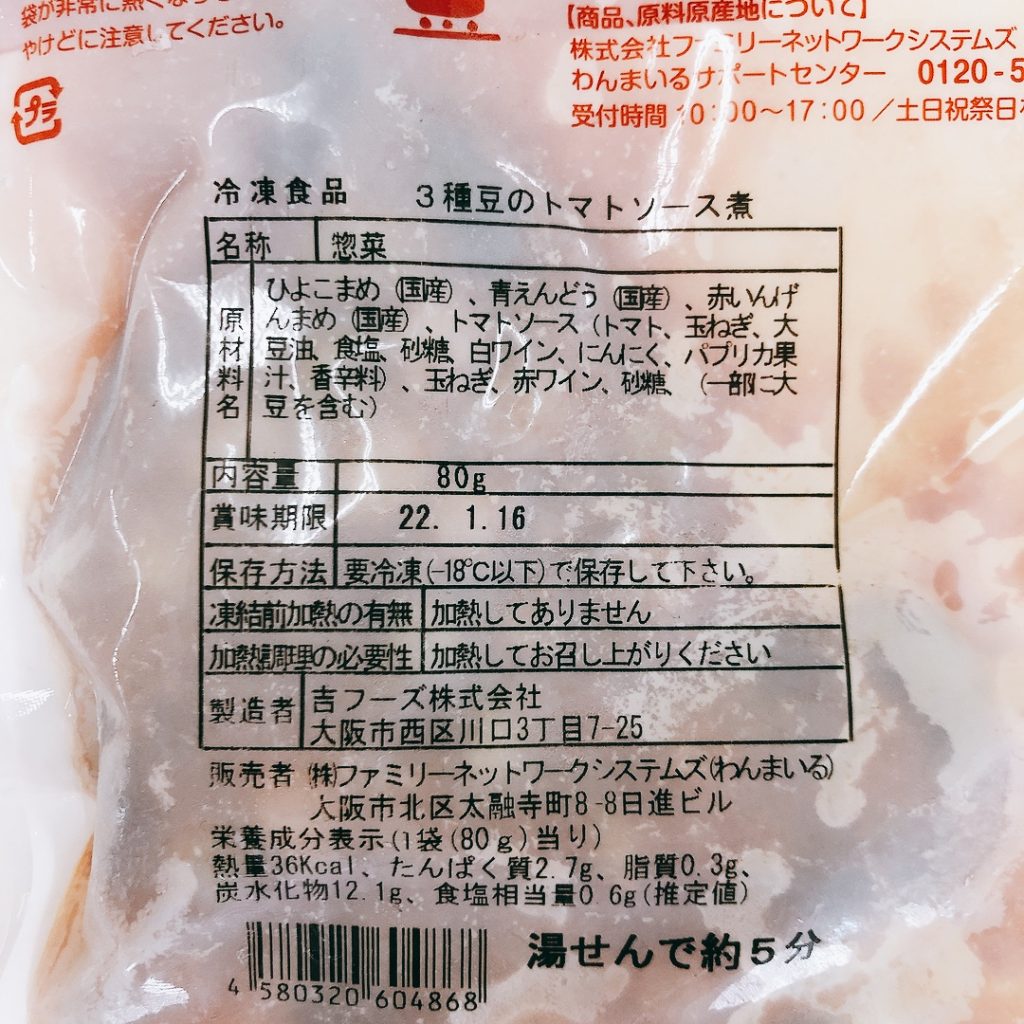 袋が非常に熱くなっ
やけどに注意してください。
プラ
【商品、原料原産地について】
株式会社ファミリーネットワークシステムズ
わんまいるサポートセンター 0120-5
受付時間 10:00～17:00／土日祝祭日
冷凍食品 3種豆のトマトソース煮
名称 惣菜
原材料名 ひよこまめ（国産）、青えんどう（国産）、赤いんげ
んまめ（国産）、トマトソース（トマト、玉ねぎ、大
豆油、食塩、砂糖、白ワイン、にんにく、パプリカ果
汁、香辛料）、玉ねぎ、赤ワイン、砂糖、（一部に大
豆を含む）
内容量 80g
賞味期限 22. 1.16
保存方法 要冷凍(-18℃以下)で保存して下さい。
凍結前加熱の有無 加熱してありません
加熱調理の必要性 加熱してお召し上がりください
製造者 吉フーズ株式会社
大阪市西区川口3丁目7-25
販売者 ㈱ファミリーネットワークシステムズ(わんまいる)
大阪市北区太融寺町8-8日進ビル
栄養成分表示(1袋(80g)当り)
熱量36Kcal、たんぱく質2.7g、脂質0.3g、
炭水化物12.1g、食塩相当量0.6g(推定値)
湯せんで約5分
4 580320 604868